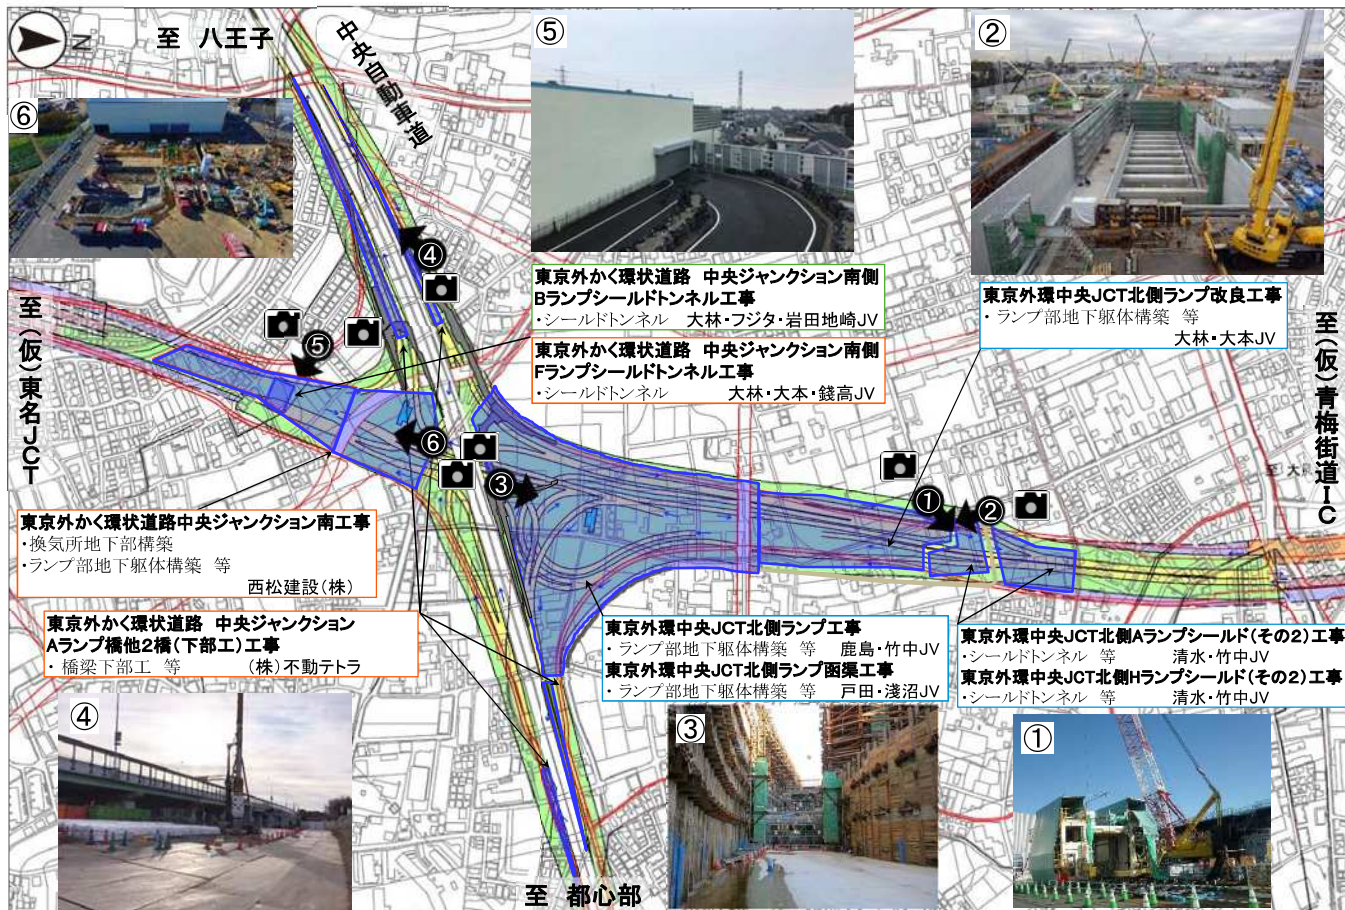 N
至 八王子
中央自動車道
⑥
⑤
②
④
⑤
⑥
③
①
②
至（仮）東名JCT
至（仮）青梅街道IC
東京外かく環状道路 中央ジャンクション南側
Bランプシールドトンネル工事
・シールドトンネル 大林・フジタ・岩田地崎JV
東京外かく環状道路 中央ジャンクション南側
Fランプシールドトンネル工事
・シールドトンネル 大林・大本・錢高JV
東京外環中央JCT北側ランプ改良工事
・ランプ部地下躯体構築 等
大林・大本JV
東京外かく環状道路中央ジャンクション南工事
・換気所地下部構築
・ランプ部地下躯体構築 等
西松建設（株）
東京外かく環状道路 中央ジャンクション
Aランプ橋他2橋（下部工）工事
・橋梁下部工 等 （株）不動テトラ
東京外環中央JCT北側ランプ工事
・ランプ部地下躯体構築 等 鹿島・竹中JV
東京外環中央JCT北側ランプ函渠工事
・ランプ部地下躯体構築 等 戸田・淺沼JV
東京外環中央JCT北側Aランプシールド（その2）工事
・シールドトンネル 等 清水・竹中JV
東京外環中央JCT北側Hランプシールド（その2）工事
・シールドトンネル 等 清水・竹中JV
④
③
①
至 都心部